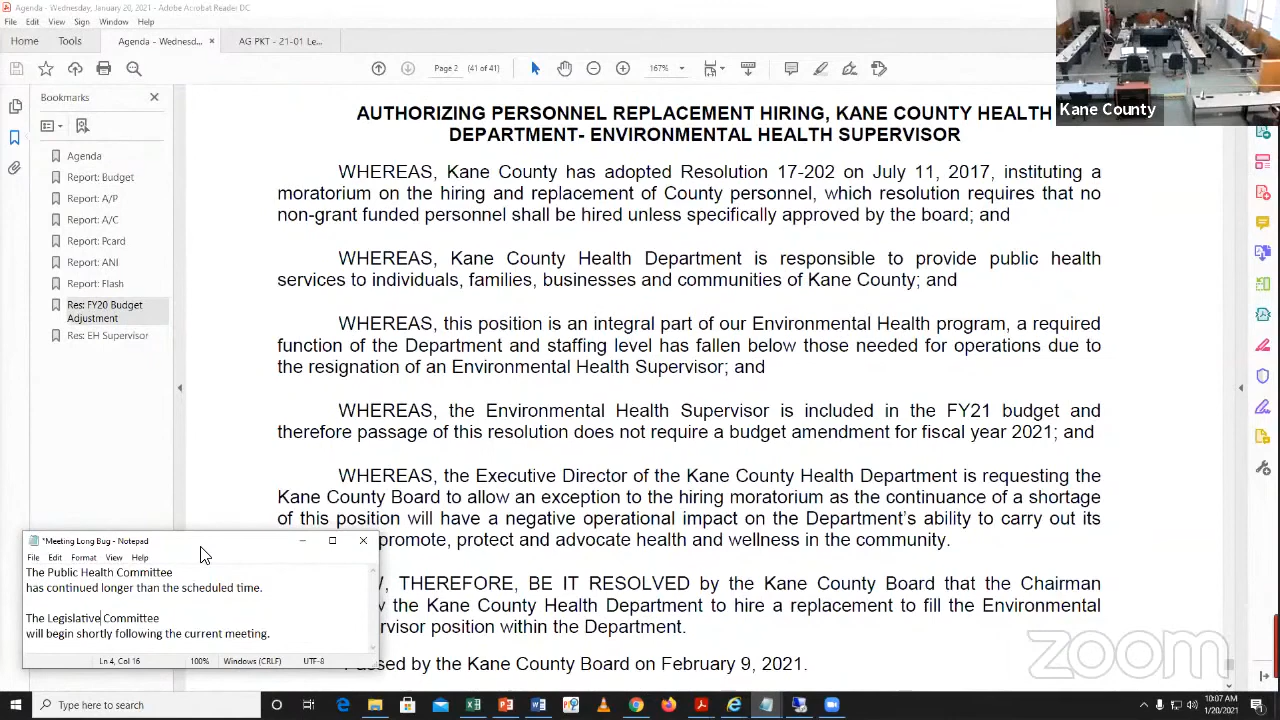 Agenda - Wednesday, January 20, 2021 - Adobe Acrobat Reader DC
File Edit View Sign Window Help
Home Tools Agenda - Wednesd... × AG PKT - 21-01 Le...
Page 2 (41 of 41) 167%
Kane County
Bookmarks
Agenda
Report: Budget
Report: A/P
Report: A/C
Report: Pcard
Report: ANI
Report: Flash
Res: FY20 Budget
Adjustment
Res: EH Supervisor
AUTHORIZING PERSONNEL REPLACEMENT HIRING, KANE COUNTY HEALTH
DEPARTMENT- ENVIRONMENTAL HEALTH SUPERVISOR
WHEREAS, Kane County has adopted Resolution 17-202 on July 11, 2017, instituting a
moratorium on the hiring and replacement of County personnel, which resolution requires that no
non-grant funded personnel shall be hired unless specifically approved by the board; and
WHEREAS, Kane County Health Department is responsible to provide public health
services to individuals, families, businesses and communities of Kane County; and
WHEREAS, this position is an integral part of our Environmental Health program, a required
function of the Department and staffing level has fallen below those needed for operations due to
the resignation of an Environmental Health Supervisor; and
WHEREAS, the Environmental Health Supervisor is included in the FY21 budget and
therefore passage of this resolution does not require a budget amendment for fiscal year 2021; and
WHEREAS, the Executive Director of the Kane County Health Department is requesting the
Kane County Board to allow an exception to the hiring moratorium as the continuance of a shortage
of this position will have a negative operational impact on the Department's ability to carry out its
promote, protect and advocate health and wellness in the community.
W, THEREFORE, BE IT RESOLVED by the Kane County Board that the Chairman
the Kane County Health Department to hire a replacement to fill the Environmental
position within the Department.
by the Kane County Board on February 9, 2021.
*Meeting Long Bug - Notepad
File Edit Format View Help
The Public Health Committee
has continued longer than the scheduled time.
The Legislative Committee
will begin shortly following the current meeting.
Ln 4, Col 16 100% Windows (CRLF) UTF-8
zoom
Type here to search
10:07 AM
1/20/2021